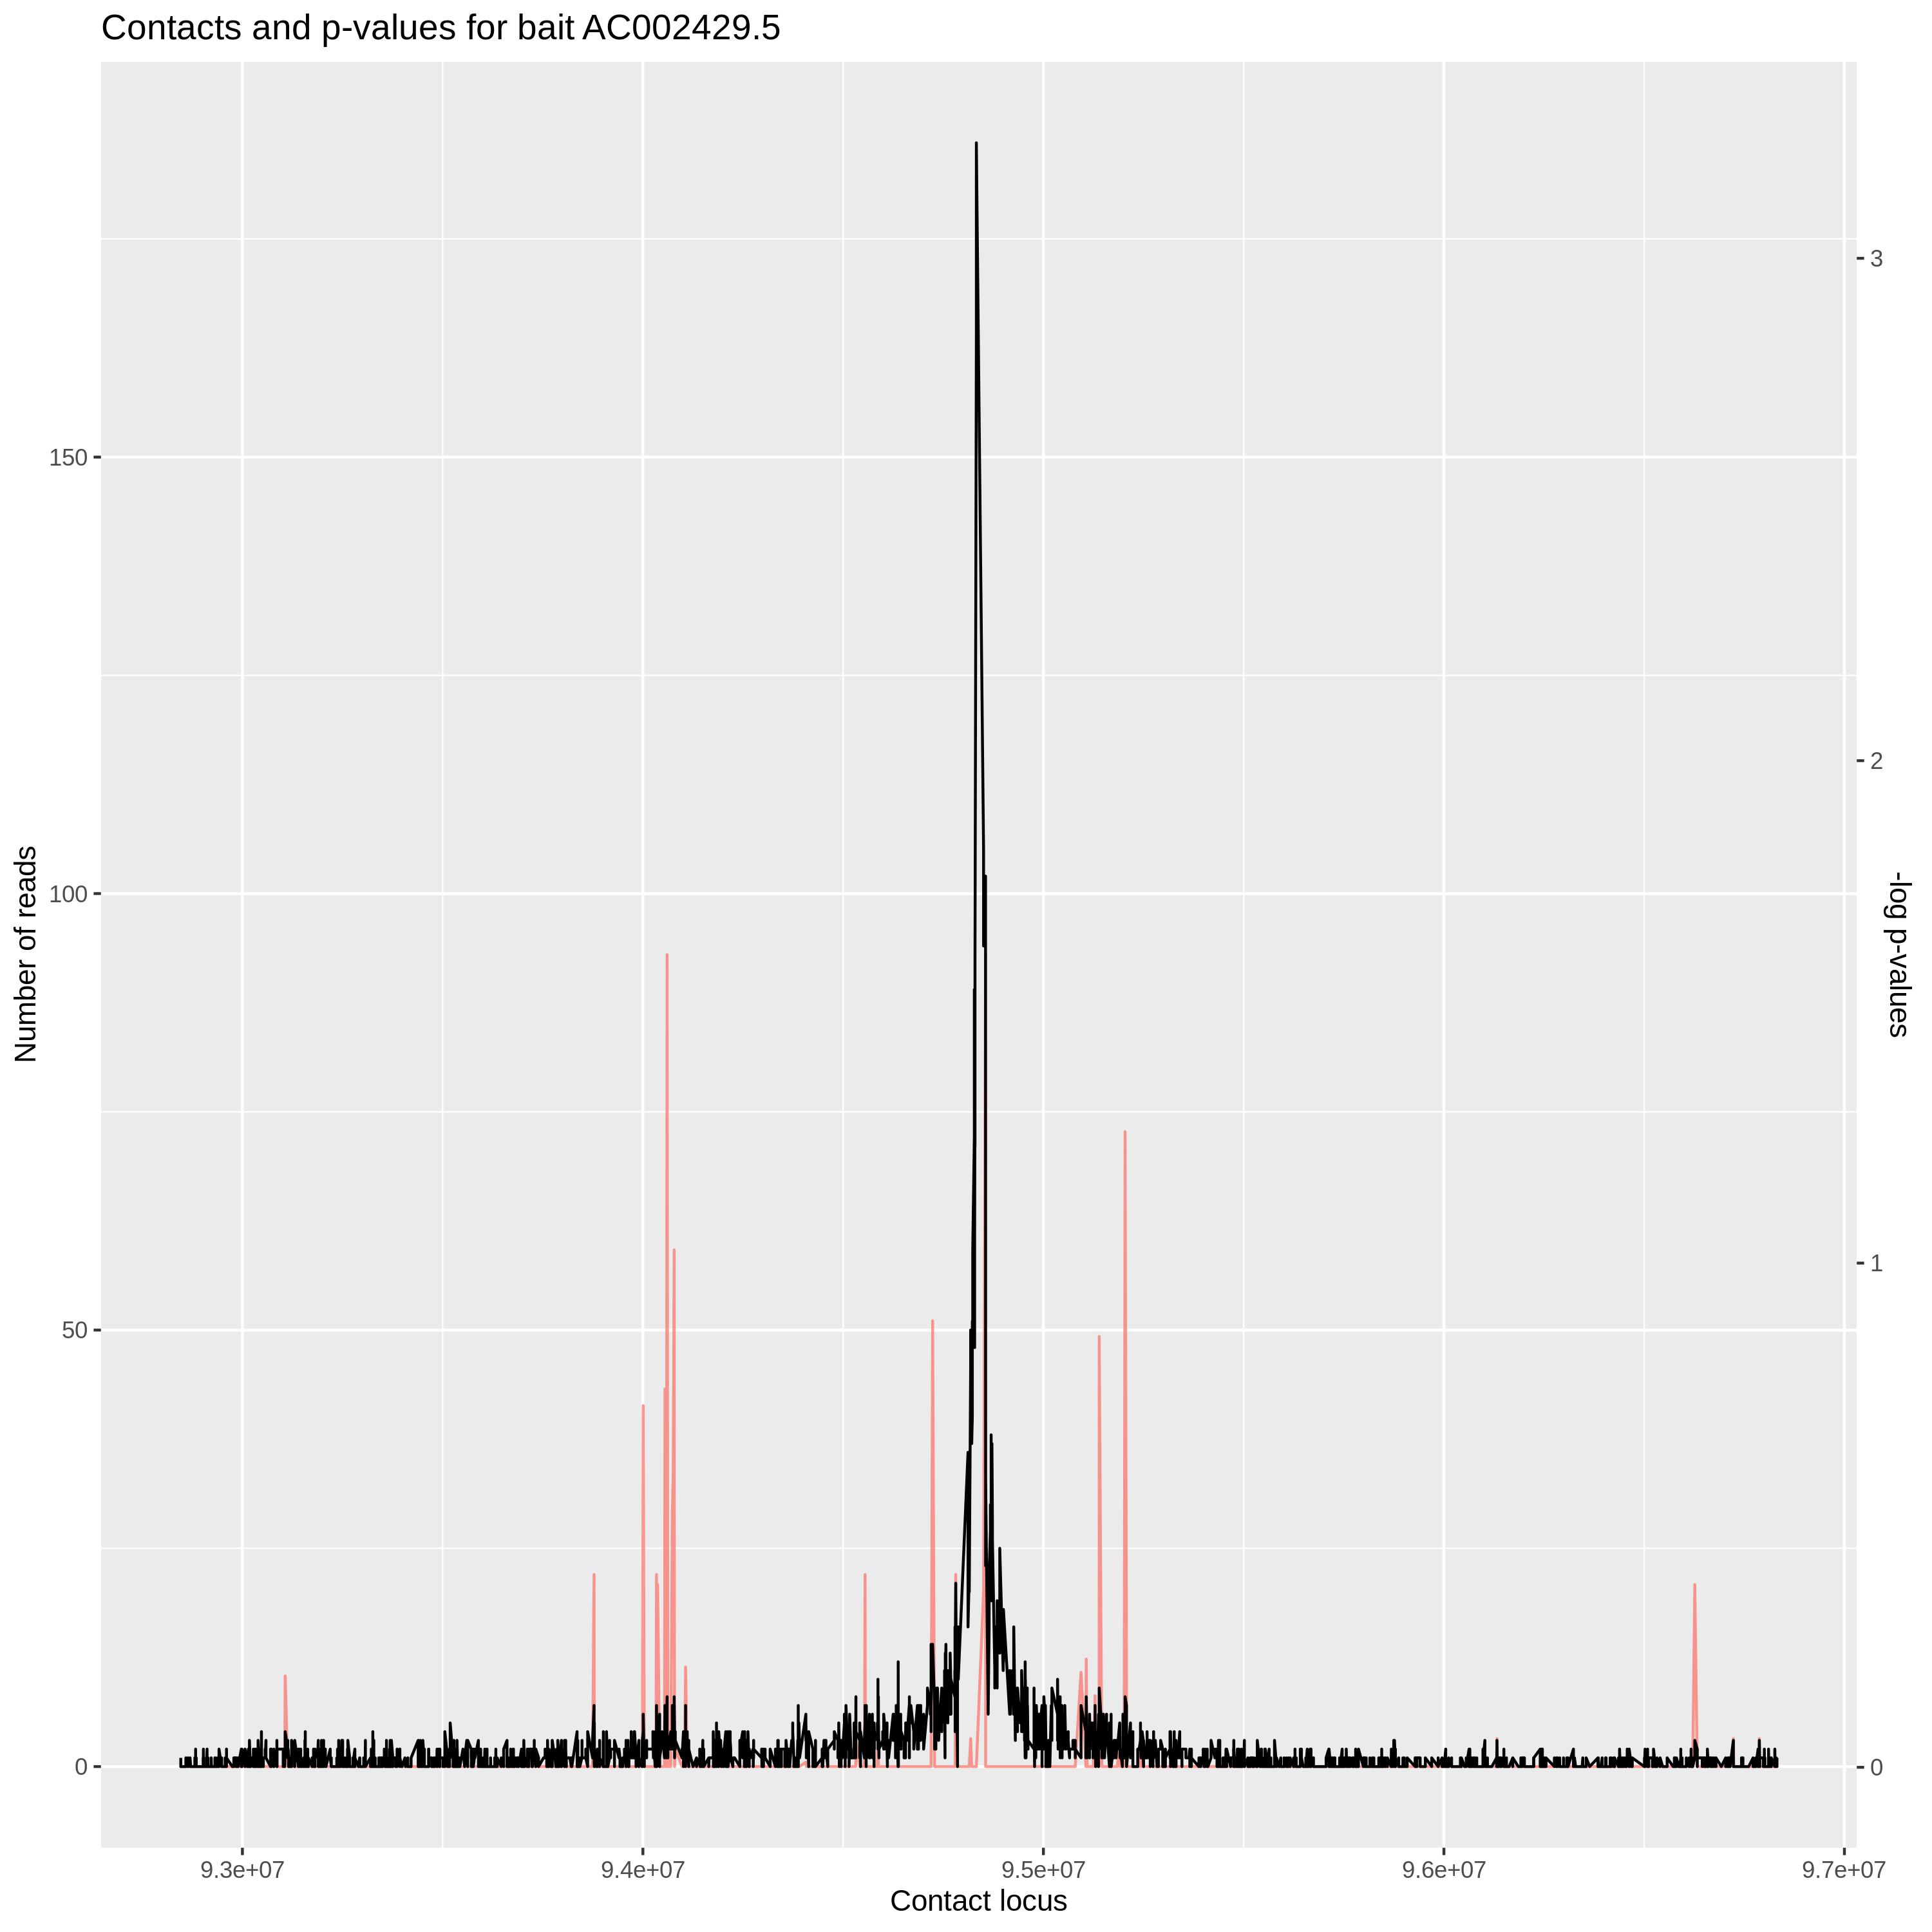 Contacts and p-values for bait AC002429.5
Number of reads
150
100
50
0
3
2
1
0
-log p-values
9.3e+07
9.4e+07
9.5e+07
9.6e+07
9.7e+07
Contact locus